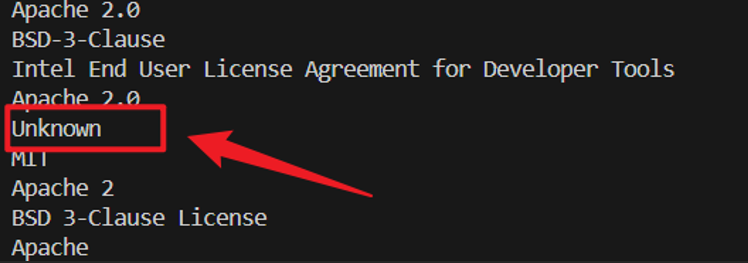 Apache 2.0
BSD-3-Clause
Intel End User License Agreement for Developer Tools
Apache 2.0
Unknown
MIT
Apache 2
BSD 3-Clause License
Apache